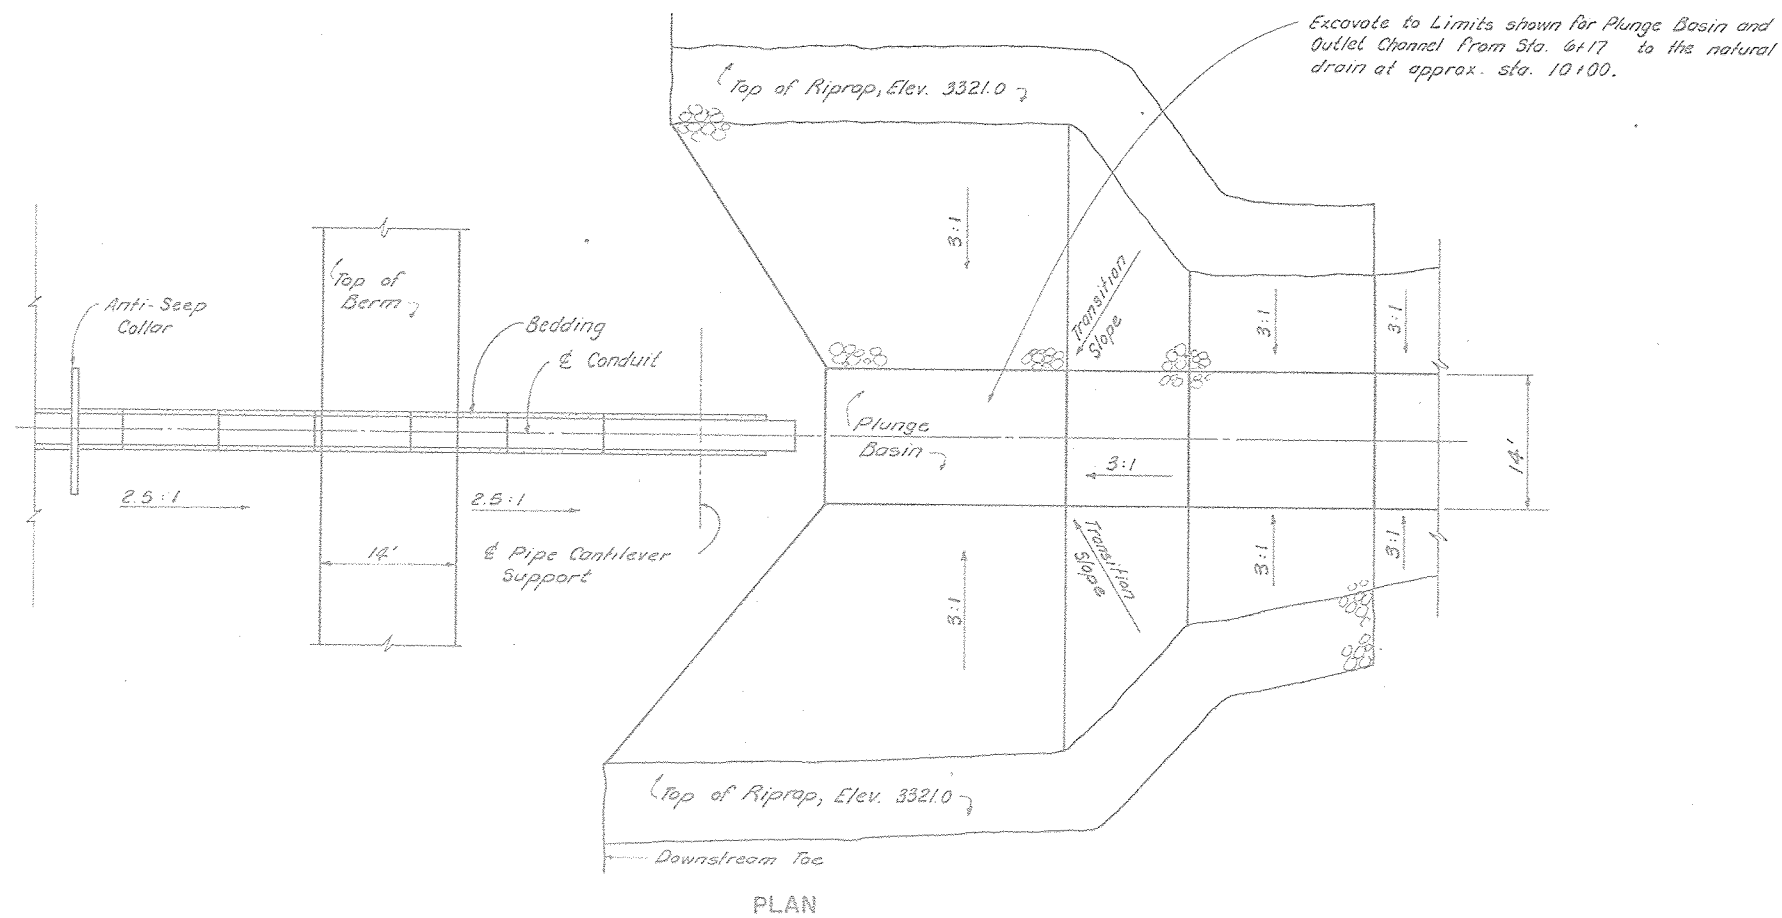 Excavate to Limits shown for Plunge Basin and
Outlet Channel from Sta. 6+17 to the natural
drain at approx. sta. 10+00.
Top of Riprap, Elev. 3321.0
3:1
Transition
Slope
3:1
3:1
Top of
Berm
Anti-Seep
Collar
Bedding
℄ Conduit
Plunge
Basin
3:1
14'
2.5:1
2.5:1
14'
℄ Pipe Cantilever
Support
Transition
Slope
3:1
3:1
3:1
Top of Riprap, Elev. 3321.0
Downstream Toe
PLAN